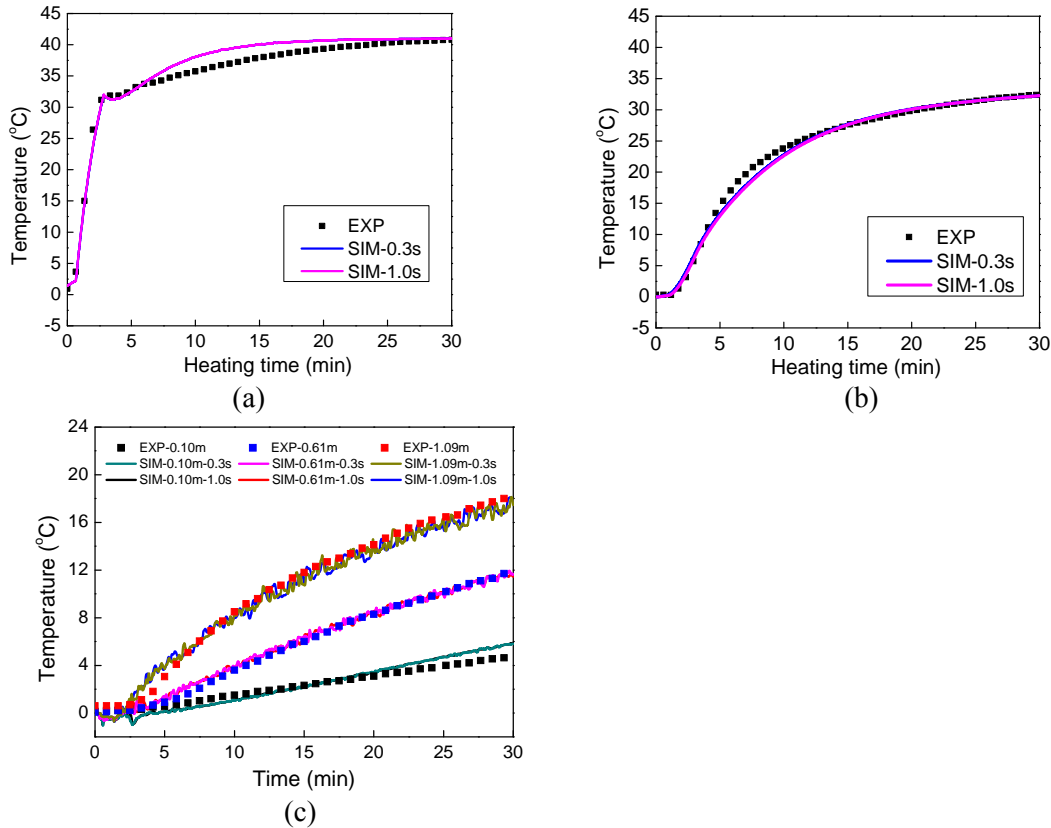 45
40
35
30
25
20
15
10
5
0
-5
Temperature (°C)
EXP
SIM-0.3s
SIM-1.0s
0 5 10 15 20 25 30
Heating time (min)
(a)
45
40
35
30
25
20
15
10
5
0
-5
Temperature (°C)
EXP
SIM-0.3s
SIM-1.0s
0 5 10 15 20 25 30
Heating time (min)
(b)
24
20
16
12
8
4
0
Temperature (°C)
EXP-0.10m EXP-0.61m EXP-1.09m
SIM-0.10m-0.3s SIM-0.61m-0.3s SIM-1.09m-0.3s
SIM-0.10m-1.0s SIM-0.61m-1.0s SIM-1.09m-1.0s
0 5 10 15 20 25 30
Time (min)
(c)